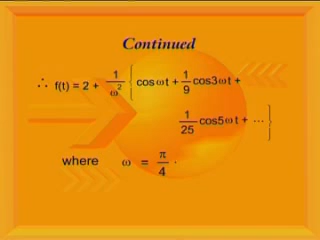 Continued
∴ f(t) = 2 + 1/ω² { cosωt + 1/9 cos3ωt +
1/25 cos5ωt + ⋯ }
where ω = π/4 .